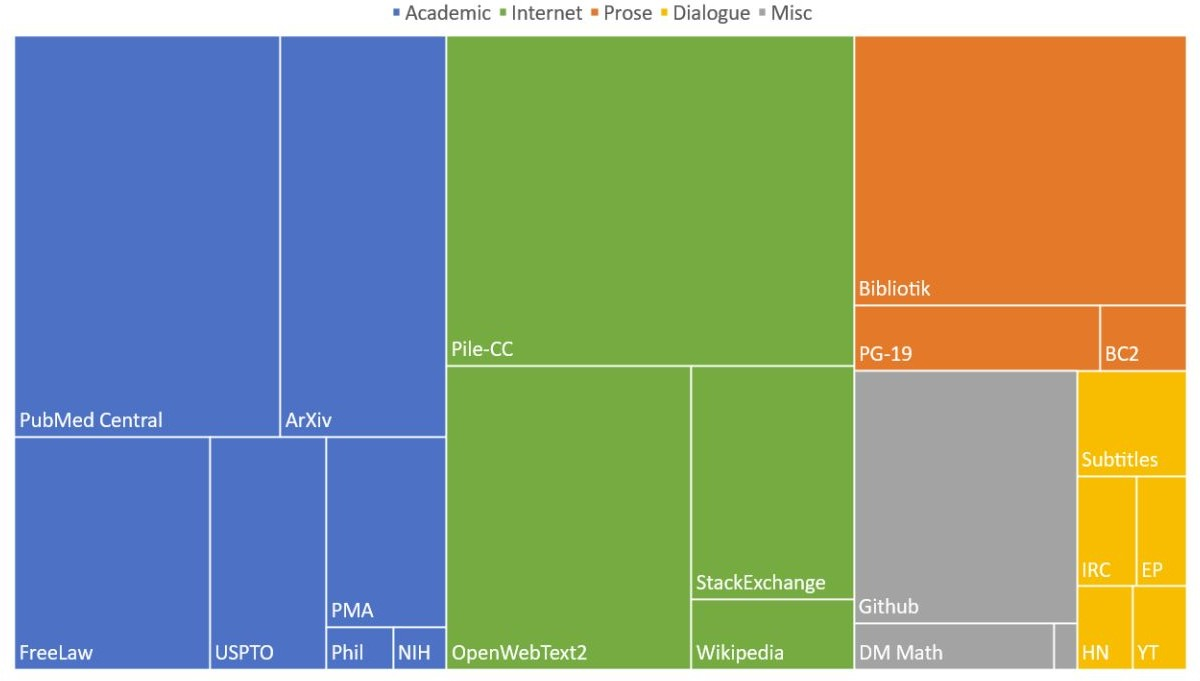 Academic Internet Prose Dialogue Misc
PubMed Central
ArXiv
FreeLaw
USPTO
PMA
Phil
NIH
Pile-CC
OpenWebText2
StackExchange
Wikipedia
Bibliotik
PG-19
BC2
Github
DM Math
Subtitles
IRC
EP
HN
YT